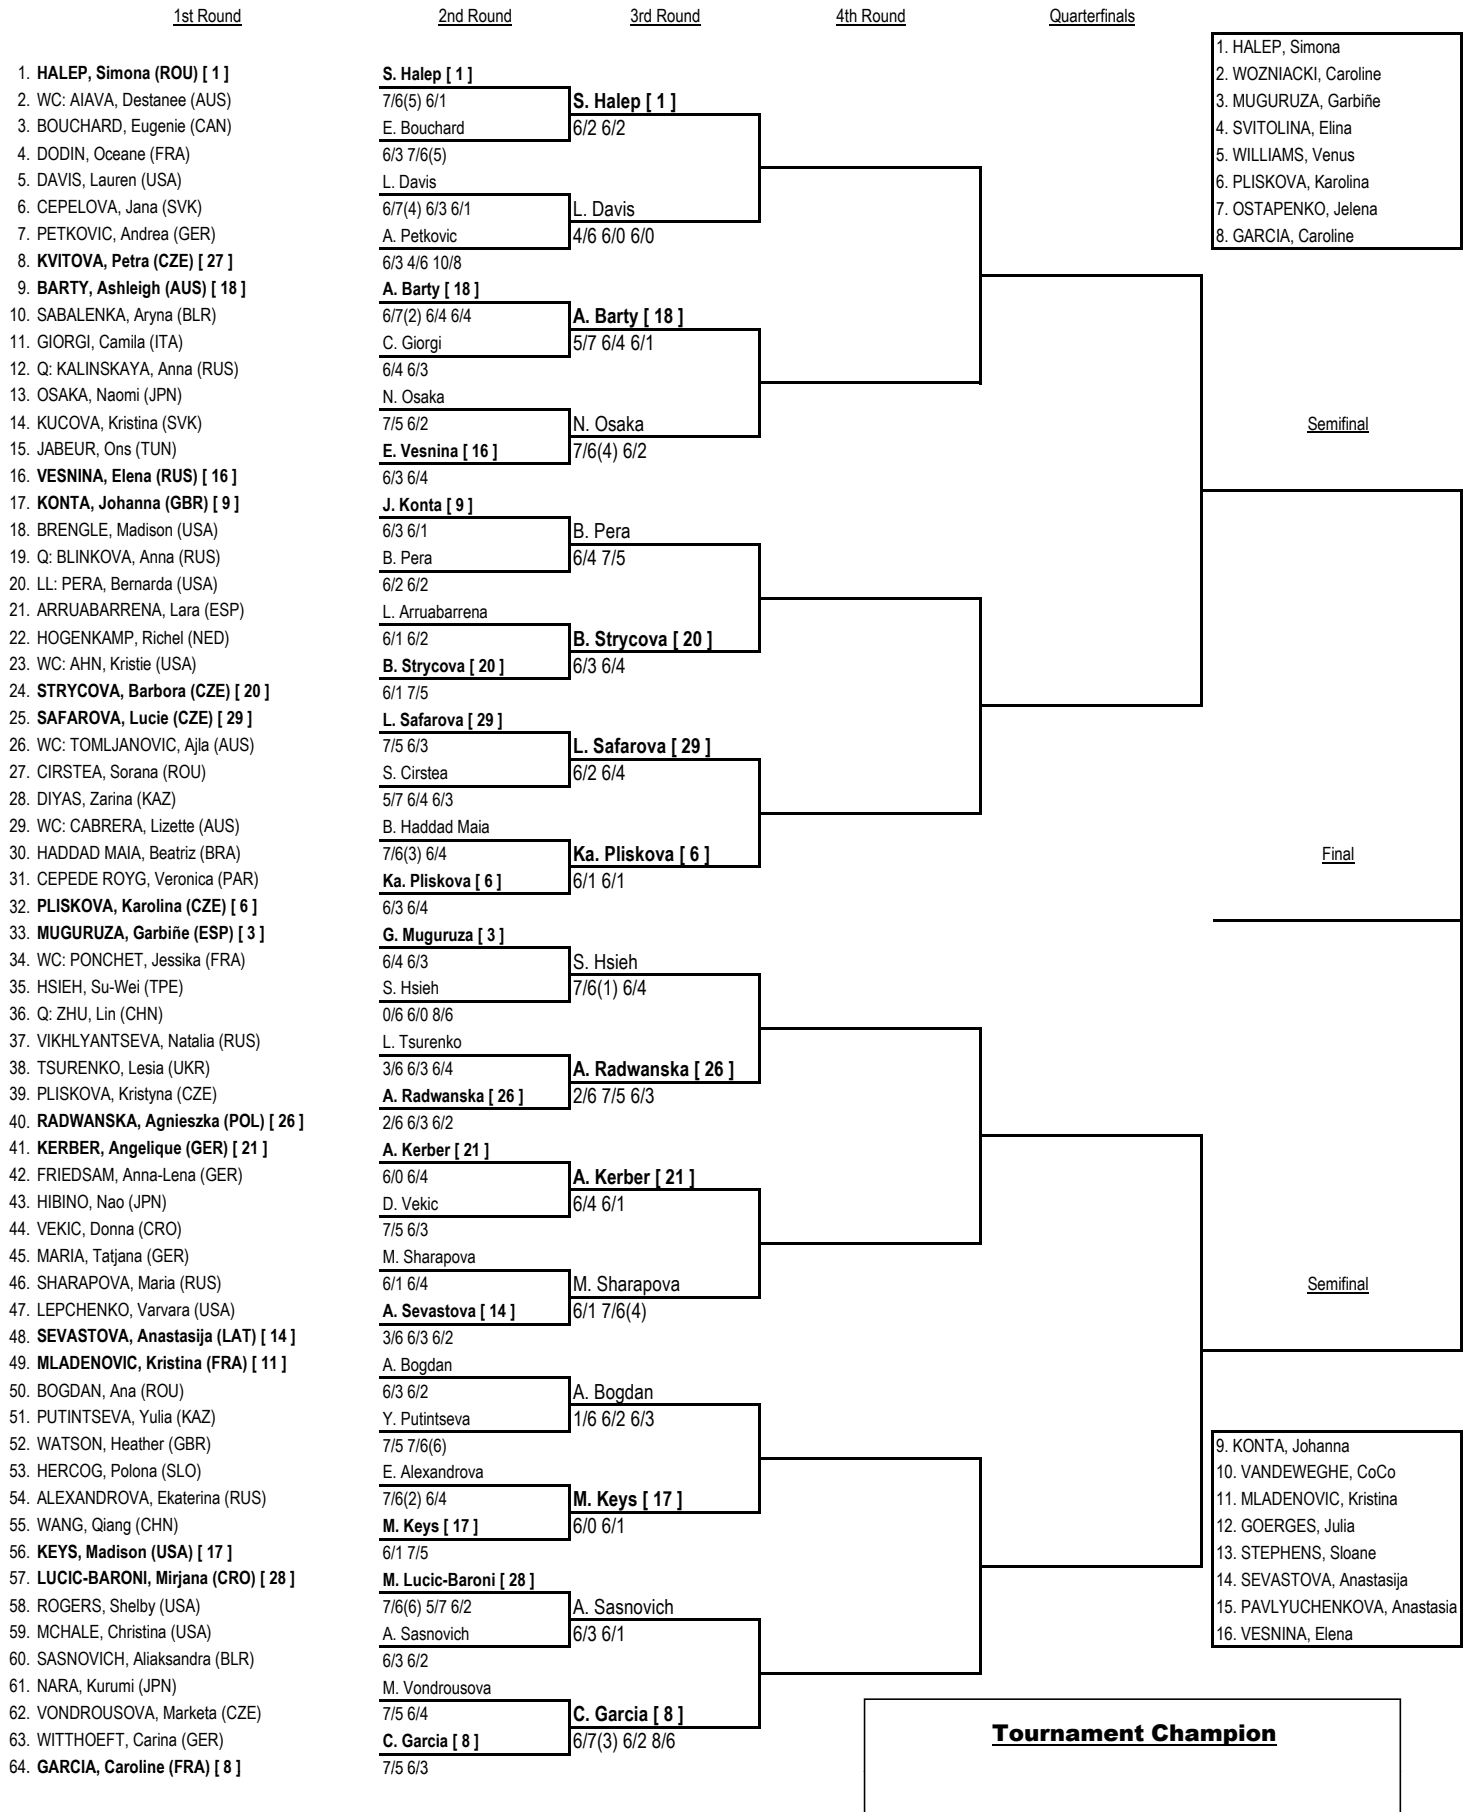 1st Round
2nd Round
3rd Round
4th Round
Quarterfinals
1. HALEP, Simona (ROU) [ 1 ]
2. WC: AIAVA, Destanee (AUS)
3. BOUCHARD, Eugenie (CAN)
4. DODIN, Oceane (FRA)
5. DAVIS, Lauren (USA)
6. CEPELOVA, Jana (SVK)
7. PETKOVIC, Andrea (GER)
8. KVITOVA, Petra (CZE) [ 27 ]
9. BARTY, Ashleigh (AUS) [ 18 ]
10. SABALENKA, Aryna (BLR)
11. GIORGI, Camila (ITA)
12. Q: KALINSKAYA, Anna (RUS)
13. OSAKA, Naomi (JPN)
14. KUCOVA, Kristina (SVK)
15. JABEUR, Ons (TUN)
16. VESNINA, Elena (RUS) [ 16 ]
17. KONTA, Johanna (GBR) [ 9 ]
18. BRENGLE, Madison (USA)
19. Q: BLINKOVA, Anna (RUS)
20. LL: PERA, Bernarda (USA)
21. ARRUABARRENA, Lara (ESP)
22. HOGENKAMP, Richel (NED)
23. WC: AHN, Kristie (USA)
24. STRYCOVA, Barbora (CZE) [ 20 ]
25. SAFAROVA, Lucie (CZE) [ 29 ]
26. WC: TOMLJANOVIC, Ajla (AUS)
27. CIRSTEA, Sorana (ROU)
28. DIYAS, Zarina (KAZ)
29. WC: CABRERA, Lizette (AUS)
30. HADDAD MAIA, Beatriz (BRA)
31. CEPEDE ROYG, Veronica (PAR)
32. PLISKOVA, Karolina (CZE) [ 6 ]
33. MUGURUZA, Garbiñe (ESP) [ 3 ]
34. WC: PONCHET, Jessika (FRA)
35. HSIEH, Su-Wei (TPE)
36. Q: ZHU, Lin (CHN)
37. VIKHLYANTSEVA, Natalia (RUS)
38. TSURENKO, Lesia (UKR)
39. PLISKOVA, Kristyna (CZE)
40. RADWANSKA, Agnieszka (POL) [ 26 ]
41. KERBER, Angelique (GER) [ 21 ]
42. FRIEDSAM, Anna-Lena (GER)
43. HIBINO, Nao (JPN)
44. VEKIC, Donna (CRO)
45. MARIA, Tatjana (GER)
46. SHARAPOVA, Maria (RUS)
47. LEPCHENKO, Varvara (USA)
48. SEVASTOVA, Anastasija (LAT) [ 14 ]
49. MLADENOVIC, Kristina (FRA) [ 11 ]
50. BOGDAN, Ana (ROU)
51. PUTINTSEVA, Yulia (KAZ)
52. WATSON, Heather (GBR)
53. HERCOG, Polona (SLO)
54. ALEXANDROVA, Ekaterina (RUS)
55. WANG, Qiang (CHN)
56. KEYS, Madison (USA) [ 17 ]
57. LUCIC-BARONI, Mirjana (CRO) [ 28 ]
58. ROGERS, Shelby (USA)
59. MCHALE, Christina (USA)
60. SASNOVICH, Aliaksandra (BLR)
61. NARA, Kurumi (JPN)
62. VONDROUSOVA, Marketa (CZE)
63. WITTHOEFT, Carina (GER)
64. GARCIA, Caroline (FRA) [ 8 ]
S. Halep [ 1 ]
7/6(5) 6/1
E. Bouchard
6/3 7/6(5)
L. Davis
6/7(4) 6/3 6/1
A. Petkovic
6/3 4/6 10/8
A. Barty [ 18 ]
6/7(2) 6/4 6/4
C. Giorgi
6/4 6/3
N. Osaka
7/5 6/2
E. Vesnina [ 16 ]
6/3 6/4
J. Konta [ 9 ]
6/3 6/1
B. Pera
6/2 6/2
L. Arruabarrena
6/1 6/2
B. Strycova [ 20 ]
6/1 7/5
L. Safarova [ 29 ]
7/5 6/3
S. Cirstea
5/7 6/4 6/3
B. Haddad Maia
7/6(3) 6/4
Ka. Pliskova [ 6 ]
6/3 6/4
G. Muguruza [ 3 ]
6/4 6/3
S. Hsieh
0/6 6/0 8/6
L. Tsurenko
3/6 6/3 6/4
A. Radwanska [ 26 ]
2/6 6/3 6/2
A. Kerber [ 21 ]
6/0 6/4
D. Vekic
7/5 6/3
M. Sharapova
6/1 6/4
A. Sevastova [ 14 ]
3/6 6/3 6/2
A. Bogdan
6/3 6/2
Y. Putintseva
7/5 7/6(6)
E. Alexandrova
7/6(2) 6/4
M. Keys [ 17 ]
6/1 7/5
M. Lucic-Baroni [ 28 ]
7/6(6) 5/7 6/2
A. Sasnovich
6/3 6/2
M. Vondrousova
7/5 6/4
C. Garcia [ 8 ]
7/5 6/3
S. Halep [ 1 ]
6/2 6/2
L. Davis
4/6 6/0 6/0
A. Barty [ 18 ]
5/7 6/4 6/1
N. Osaka
7/6(4) 6/2
B. Pera
6/4 7/5
B. Strycova [ 20 ]
6/3 6/4
L. Safarova [ 29 ]
6/2 6/4
Ka. Pliskova [ 6 ]
6/1 6/1
S. Hsieh
7/6(1) 6/4
A. Radwanska [ 26 ]
2/6 7/5 6/3
A. Kerber [ 21 ]
6/4 6/1
M. Sharapova
6/1 7/6(4)
A. Bogdan
1/6 6/2 6/3
M. Keys [ 17 ]
6/0 6/1
A. Sasnovich
6/3 6/1
C. Garcia [ 8 ]
6/7(3) 6/2 8/6
1. HALEP, Simona
2. WOZNIACKI, Caroline
3. MUGURUZA, Garbiñe
4. SVITOLINA, Elina
5. WILLIAMS, Venus
6. PLISKOVA, Karolina
7. OSTAPENKO, Jelena
8. GARCIA, Caroline
Semifinal
Final
Semifinal
9. KONTA, Johanna
10. VANDEWEGHE, CoCo
11. MLADENOVIC, Kristina
12. GOERGES, Julia
13. STEPHENS, Sloane
14. SEVASTOVA, Anastasija
15. PAVLYUCHENKOVA, Anastasia
16. VESNINA, Elena
Tournament Champion